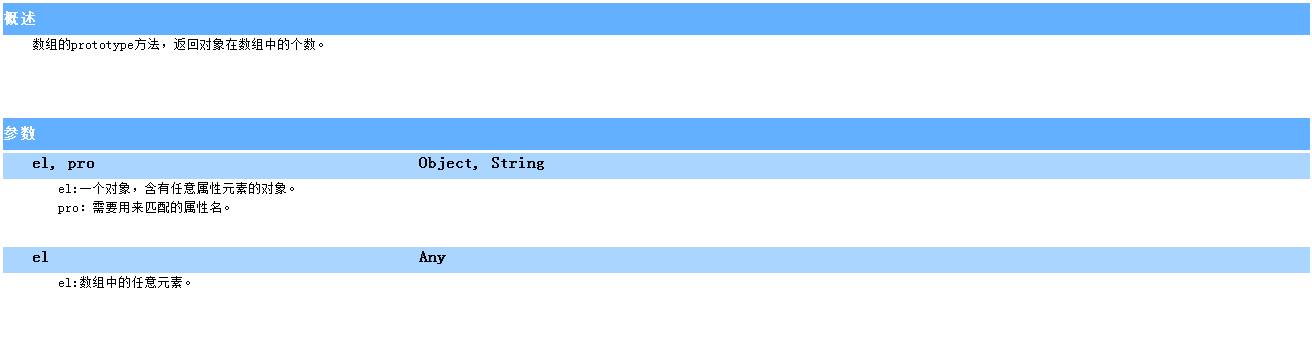 概述
数组的prototype方法，返回对象在数组中的个数。
参数
el, pro Object, String
el:一个对象，含有任意属性元素的对象。
pro: 需要用来匹配的属性名。
el Any
el:数组中的任意元素。